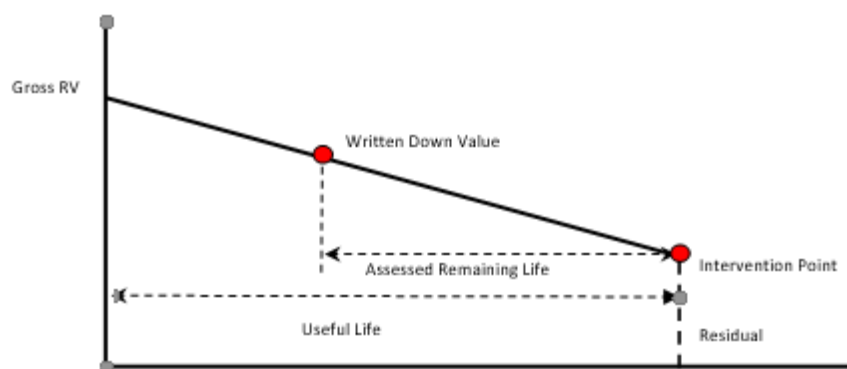 Gross RV
Written Down Value
Assessed Remaining Life
Intervention Point
Useful Life
Residual